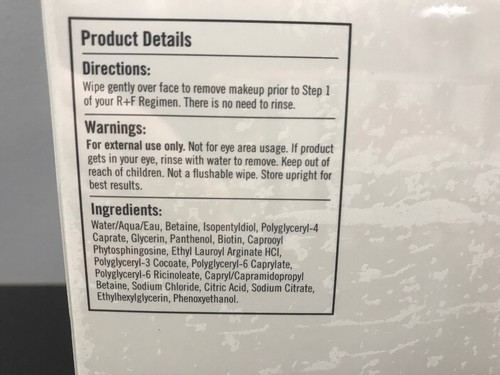 Product Details
Directions:
Wipe gently over face to remove makeup prior to Step 1
of your R+F Regimen. There is no need to rinse.
Warnings:
For external use only. Not for eye area usage. If product
gets in your eye, rinse with water to remove. Keep out of
reach of children. Not a flushable wipe. Store upright for
best results.
Ingredients:
Water/Aqua/Eau, Betaine, Isopentyldiol, Polyglyceryl-4
Caprate, Glycerin, Panthenol, Biotin, Caprooyl
Phytosphingosine, Ethyl Lauroyl Arginate HCl,
Polyglyceryl-3 Cocoate, Polyglyceryl-6 Caprylate,
Polyglyceryl-6 Ricinoleate, Capryl/Capramidopropyl
Betaine, Sodium Chloride, Citric Acid, Sodium Citrate,
Ethylhexylglycerin, Phenoxyethanol.